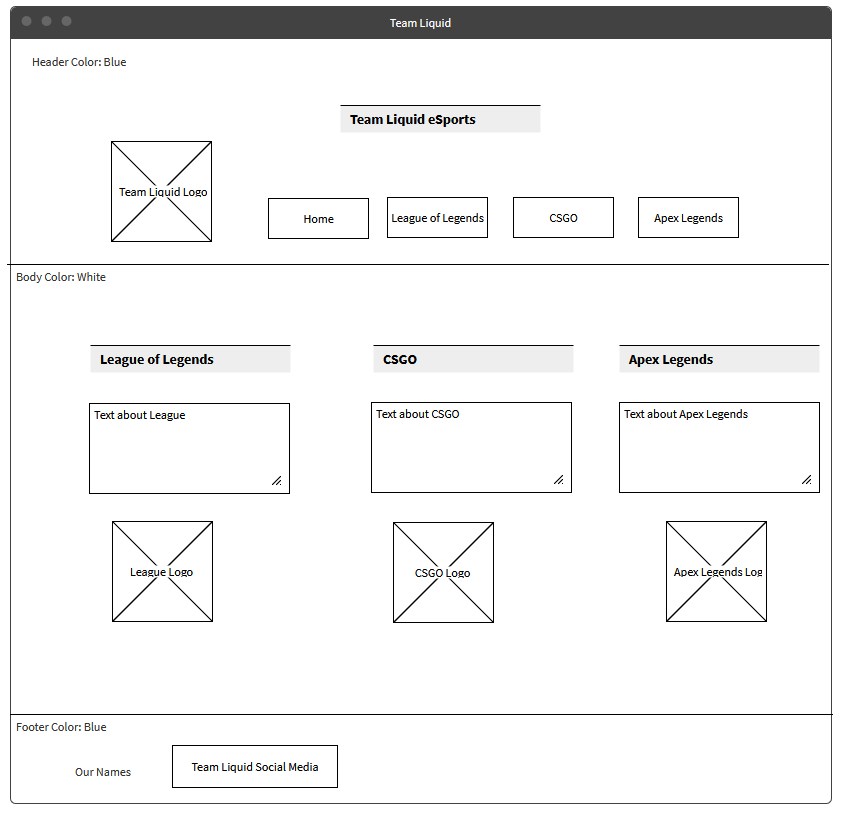 Team Liquid
Header Color: Blue
Team Liquid eSports
Team Liquid Logo
Home
League of Legends
CSGO
Apex Legends
Body Color: White
League of Legends
CSGO
Apex Legends
Text about League
Text about CSGO
Text about Apex Legends
League Logo
CSGO Logo
Apex Legends Log
Footer Color: Blue
Our Names
Team Liquid Social Media